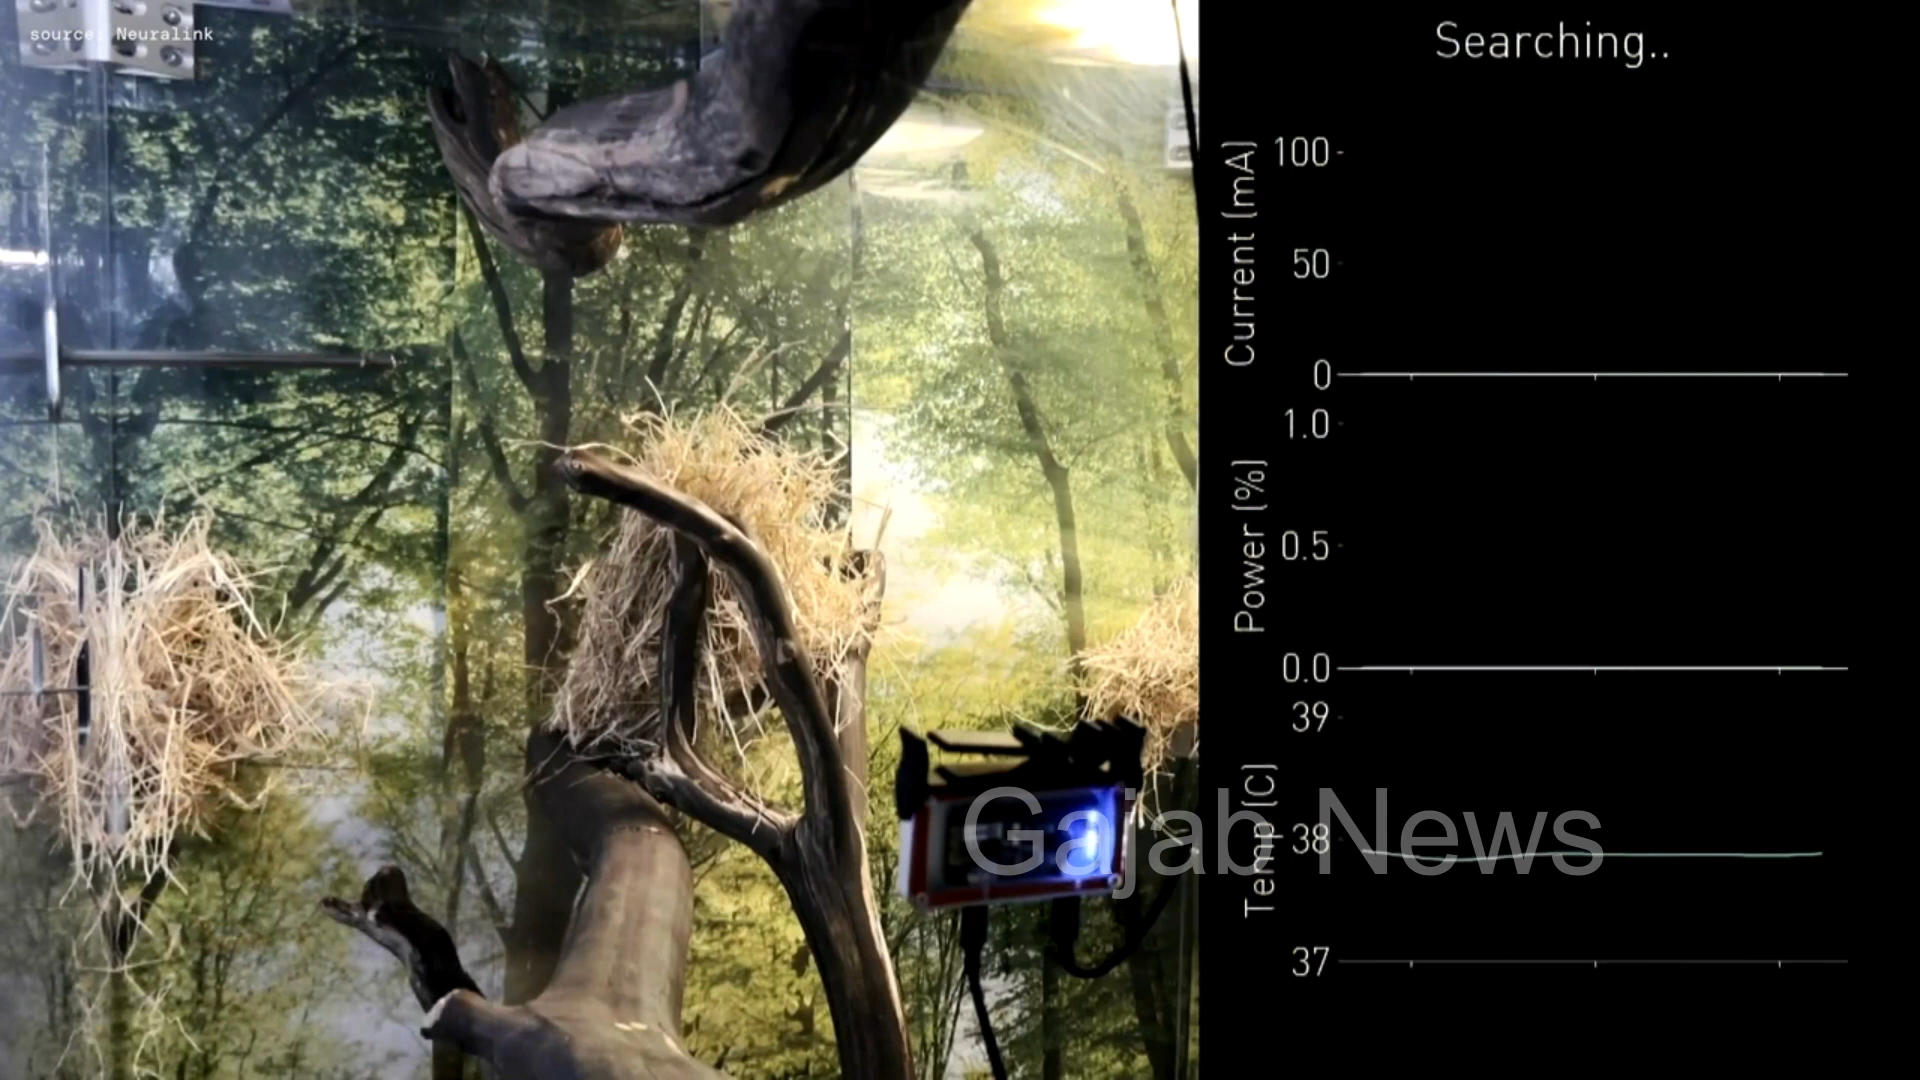 source: Neuralink
Searching..
Current (mA)
100
50
0
Power (%)
1.0
0.5
0.0
Temp (C)
39
38
37
Gajab News